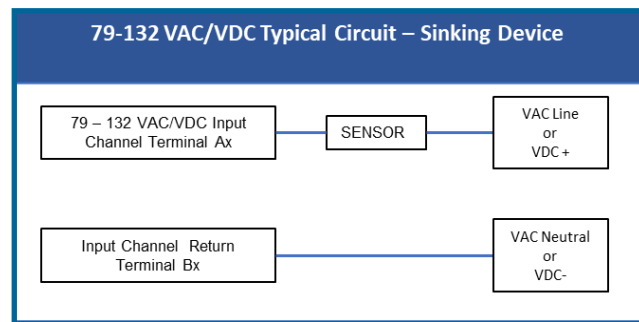 79-132 VAC/VDC Typical Circuit – Sinking Device
79 – 132 VAC/VDC Input
Channel Terminal Ax
SENSOR
VAC Line
or
VDC +
Input Channel Return
Terminal Bx
VAC Neutral
or
VDC-